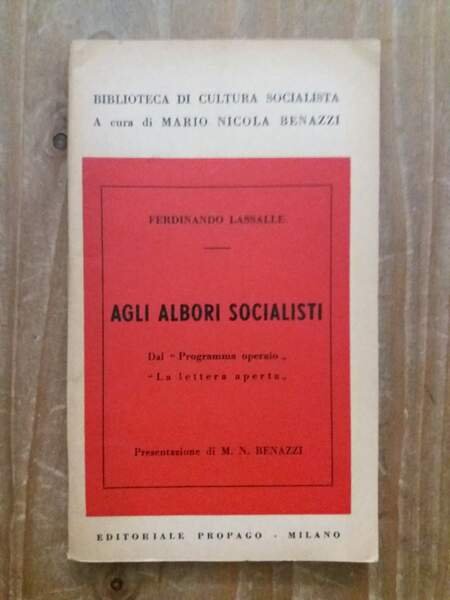 BIBLIOTECA DI CULTURA SOCIALISTA
A cura di MARIO NICOLA BENAZZI
FERDINANDO LASSALLE
AGLI ALBORI SOCIALISTI
Dal "Programma operaio„
"La lettera aperta„
Presentazione di M. N. BENAZZI
EDITORIALE PROPAGO - MILANO